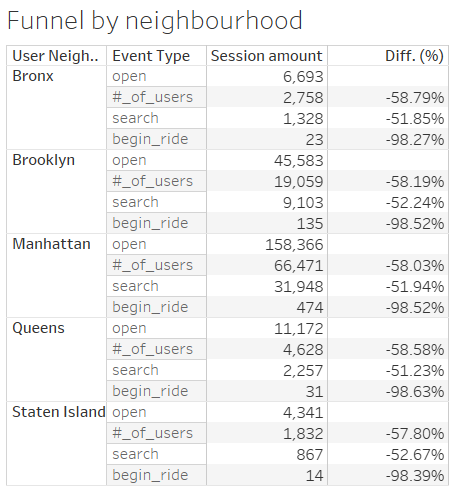 Funnel by neighbourhood
User Neigh.. Event Type Session amount Diff. (%)
Bronx open 6,693
#_of_users 2,758 -58.79%
search 1,328 -51.85%
begin_ride 23 -98.27%
Brooklyn open 45,583
#_of_users 19,059 -58.19%
search 9,103 -52.24%
begin_ride 135 -98.52%
Manhattan open 158,366
#_of_users 66,471 -58.03%
search 31,948 -51.94%
begin_ride 474 -98.52%
Queens open 11,172
#_of_users 4,628 -58.58%
search 2,257 -51.23%
begin_ride 31 -98.63%
Staten Island open 4,341
#_of_users 1,832 -57.80%
search 867 -52.67%
begin_ride 14 -98.39%